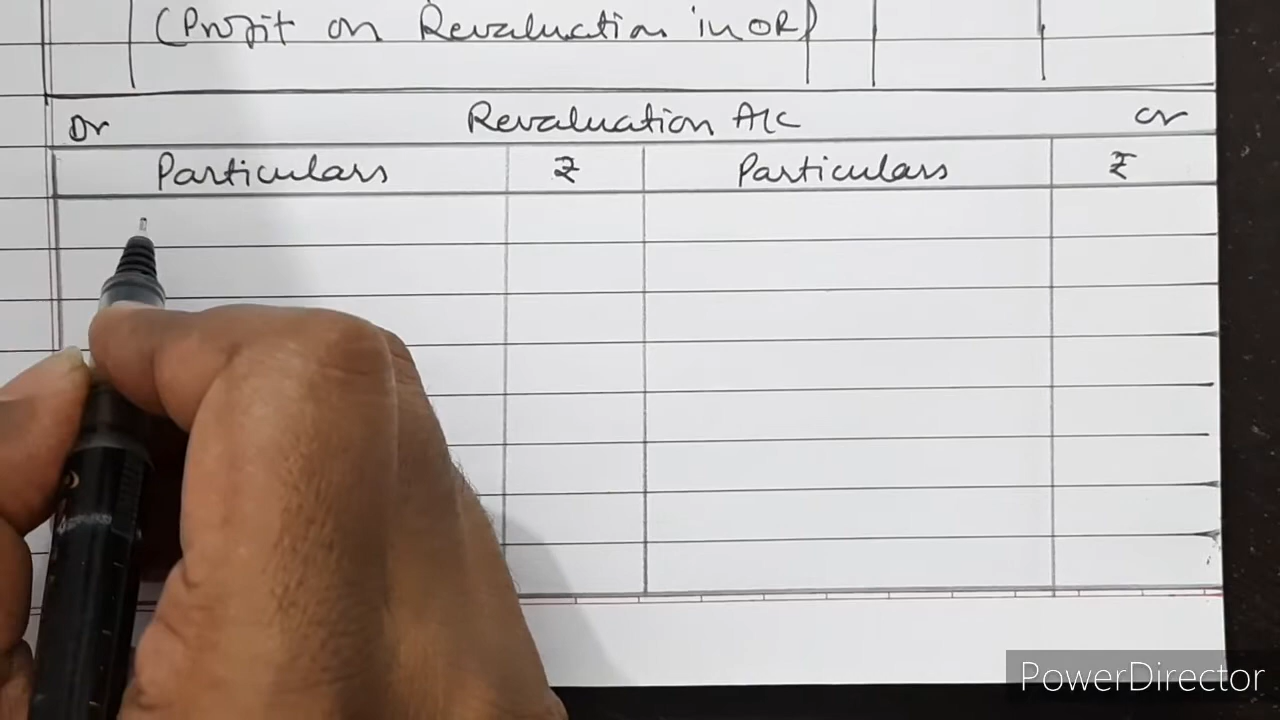 (Profit on Revaluation in OR)
Dr Revaluation A/c cr
Particulars ₹ Particulars ₹
PowerDirector